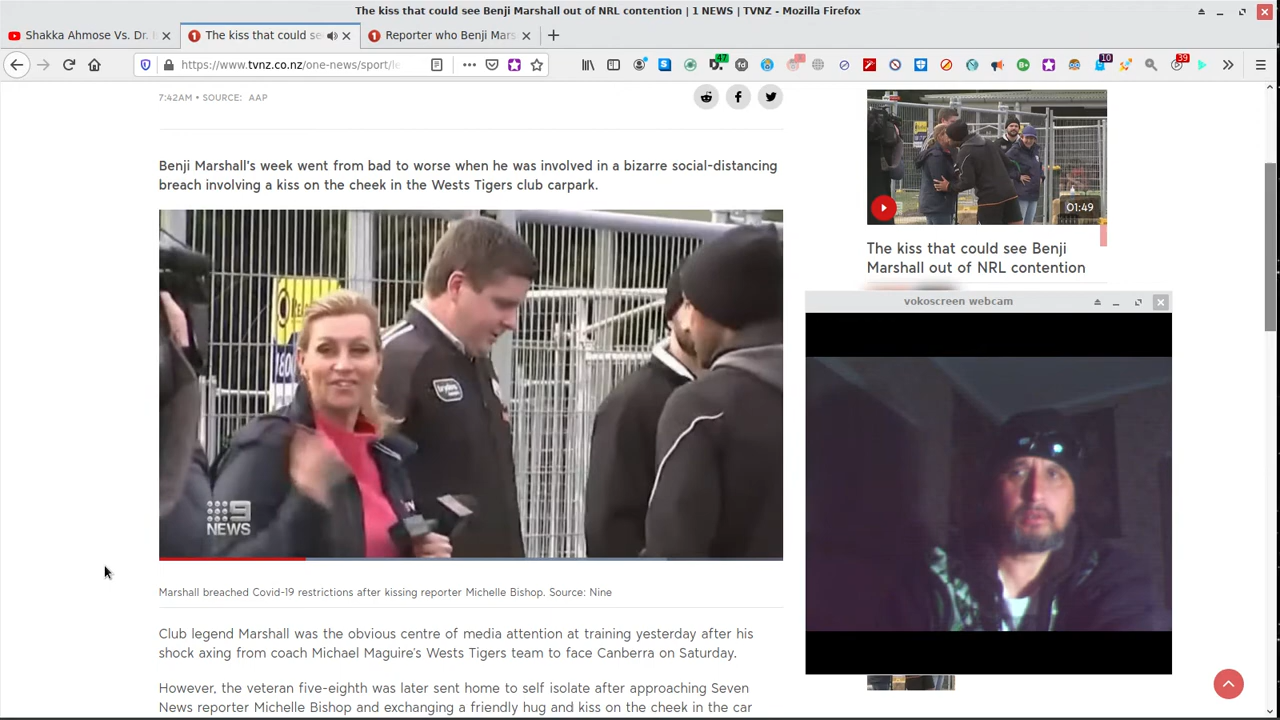 The kiss that could see Benji Marshall out of NRL contention | 1 NEWS | TVNZ - Mozilla Firefox
Shakka Ahmose Vs. Dr.
The kiss that could se
Reporter who Benji Mars
https://www.tvnz.co.nz/one-news/sport/le
47
10
39
7:42AM • SOURCE: AAP
Benji Marshall's week went from bad to worse when he was involved in a bizarre social-distancing
breach involving a kiss on the cheek in the Wests Tigers club carpark.
9
NEWS
Marshall breached Covid-19 restrictions after kissing reporter Michelle Bishop. Source: Nine
Club legend Marshall was the obvious centre of media attention at training yesterday after his
shock axing from coach Michael Maguire's Wests Tigers team to face Canberra on Saturday.
However, the veteran five-eighth was later sent home to self isolate after approaching Seven
News reporter Michelle Bishop and exchanging a friendly hug and kiss on the cheek in the car
01:49
The kiss that could see Benji
Marshall out of NRL contention
vokoscreen webcam